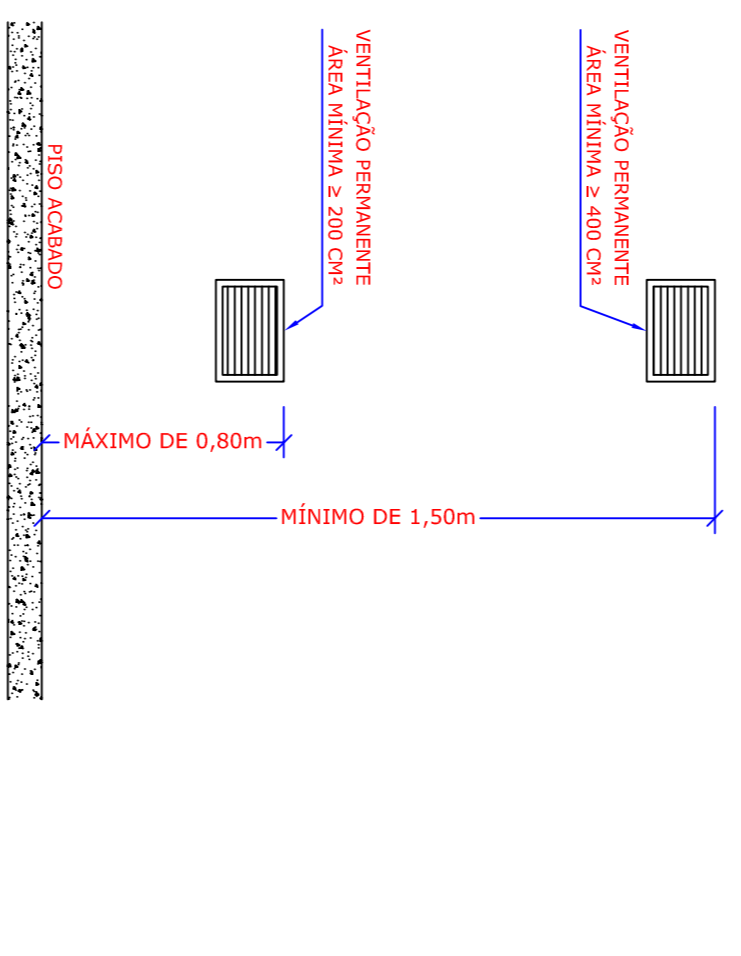 VENTILAÇÃO PERMANENTE
ÁREA MÍNIMA ≥ 400 CM²
VENTILAÇÃO PERMANENTE
ÁREA MÍNIMA ≥ 200 CM²
PISO ACABADO
MÁXIMO DE 0,80m
MÍNIMO DE 1,50m